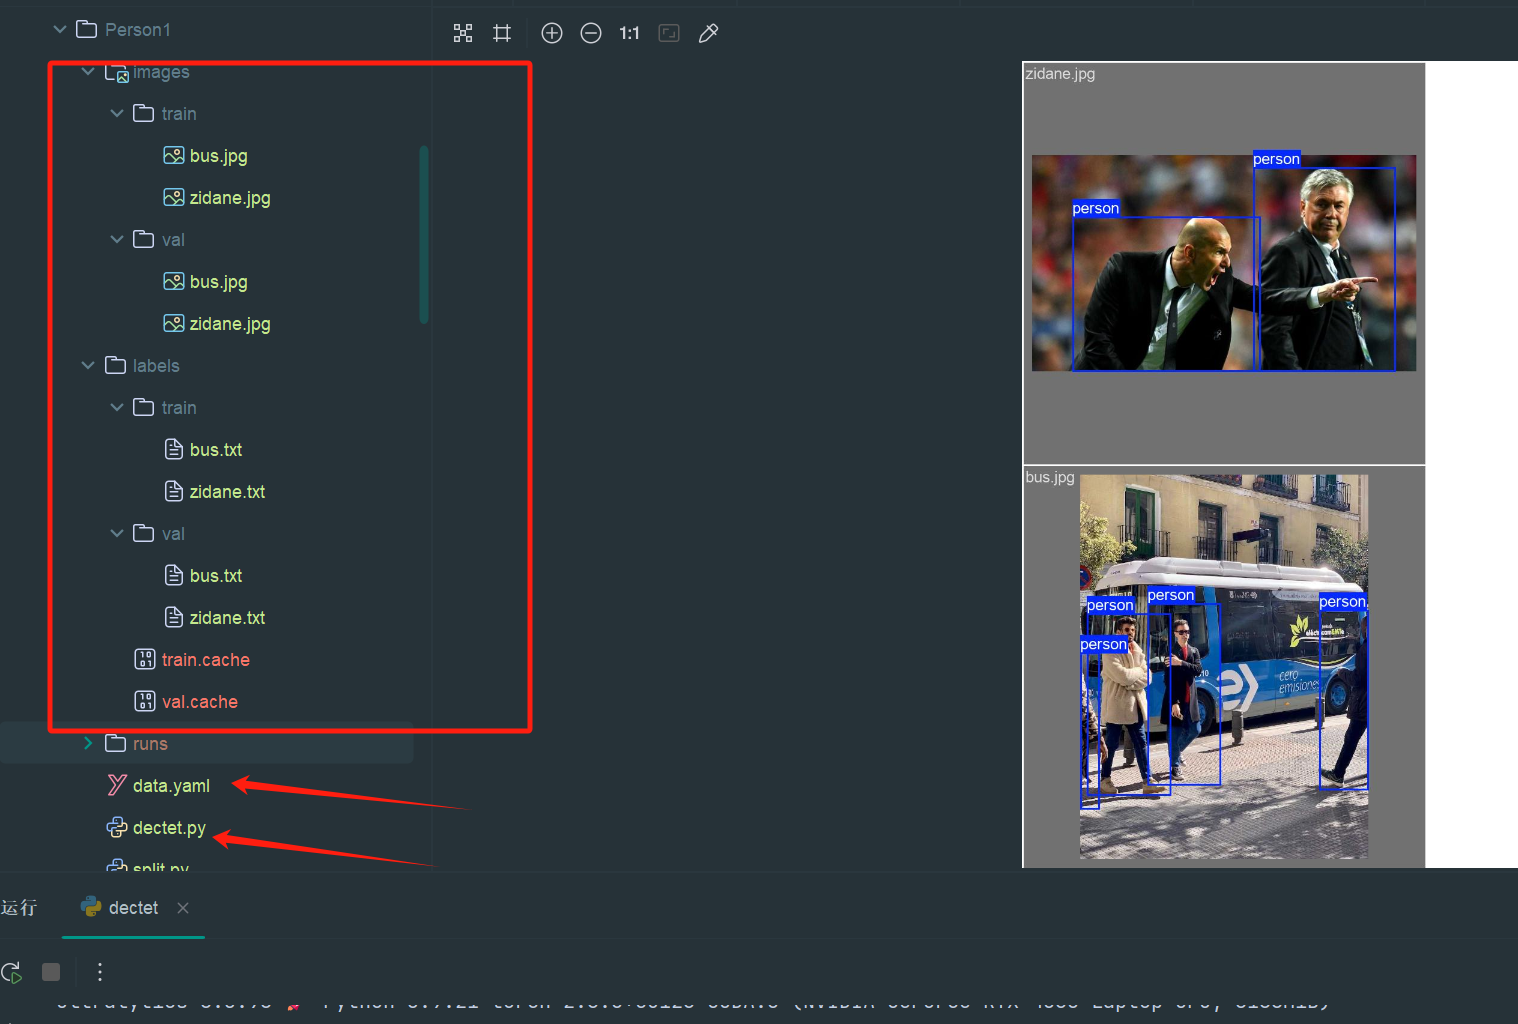 Person1
images
train
bus.jpg
zidane.jpg
val
bus.jpg
zidane.jpg
labels
train
bus.txt
zidane.txt
val
bus.txt
zidane.txt
train.cache
val.cache
runs
data.yaml
dectet.py
split.py
1:1
zidane.jpg
person
person
bus.jpg
person
person
person
person
cero
emisiones
运行
dectet